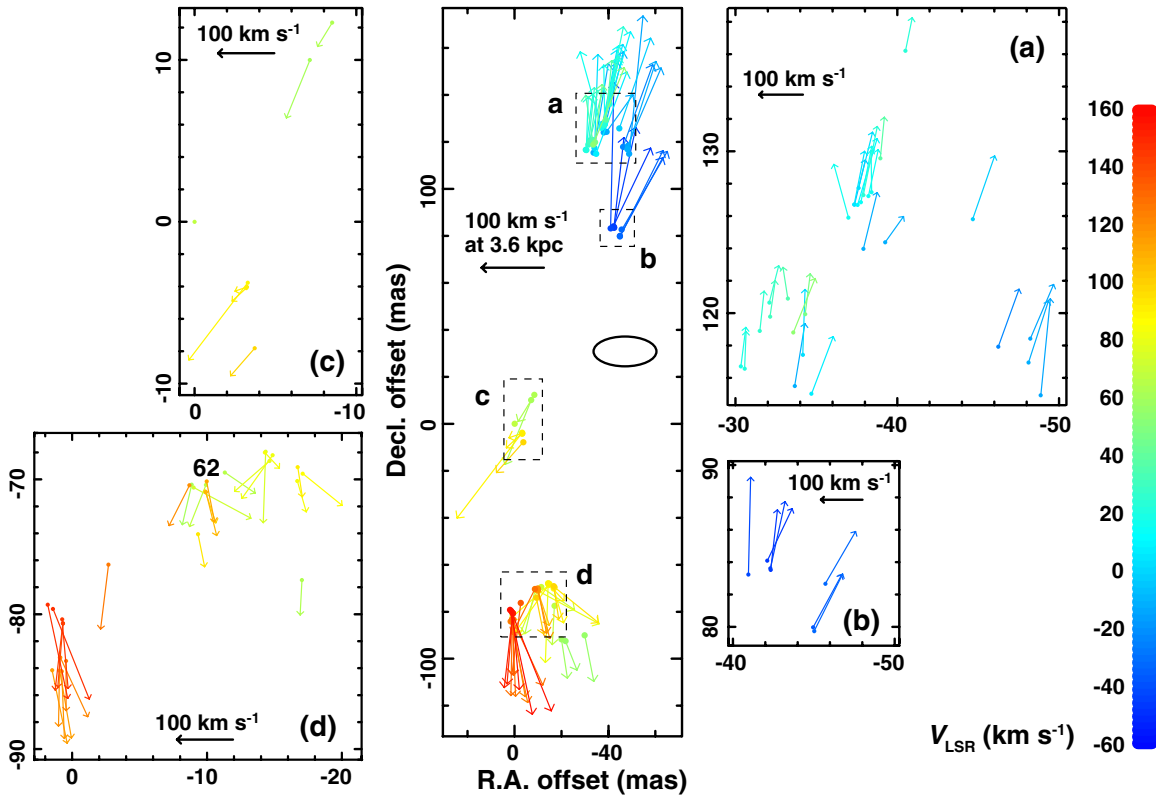 100 km s⁻¹
10
0
-10
0
-10
(c)
62
100 km s⁻¹
(d)
-70
-80
-90
0
-10
-20
a
b
c
d
100 km s⁻¹
at 3.6 kpc
Decl. offset (mas)
100
0
-100
0
-40
R.A. offset (mas)
(a)
100 km s⁻¹
130
120
-30
-40
-50
100 km s⁻¹
(b)
90
80
-40
-50
160
140
120
100
80
60
40
20
0
-20
-40
-60
V_LSR (km s⁻¹)